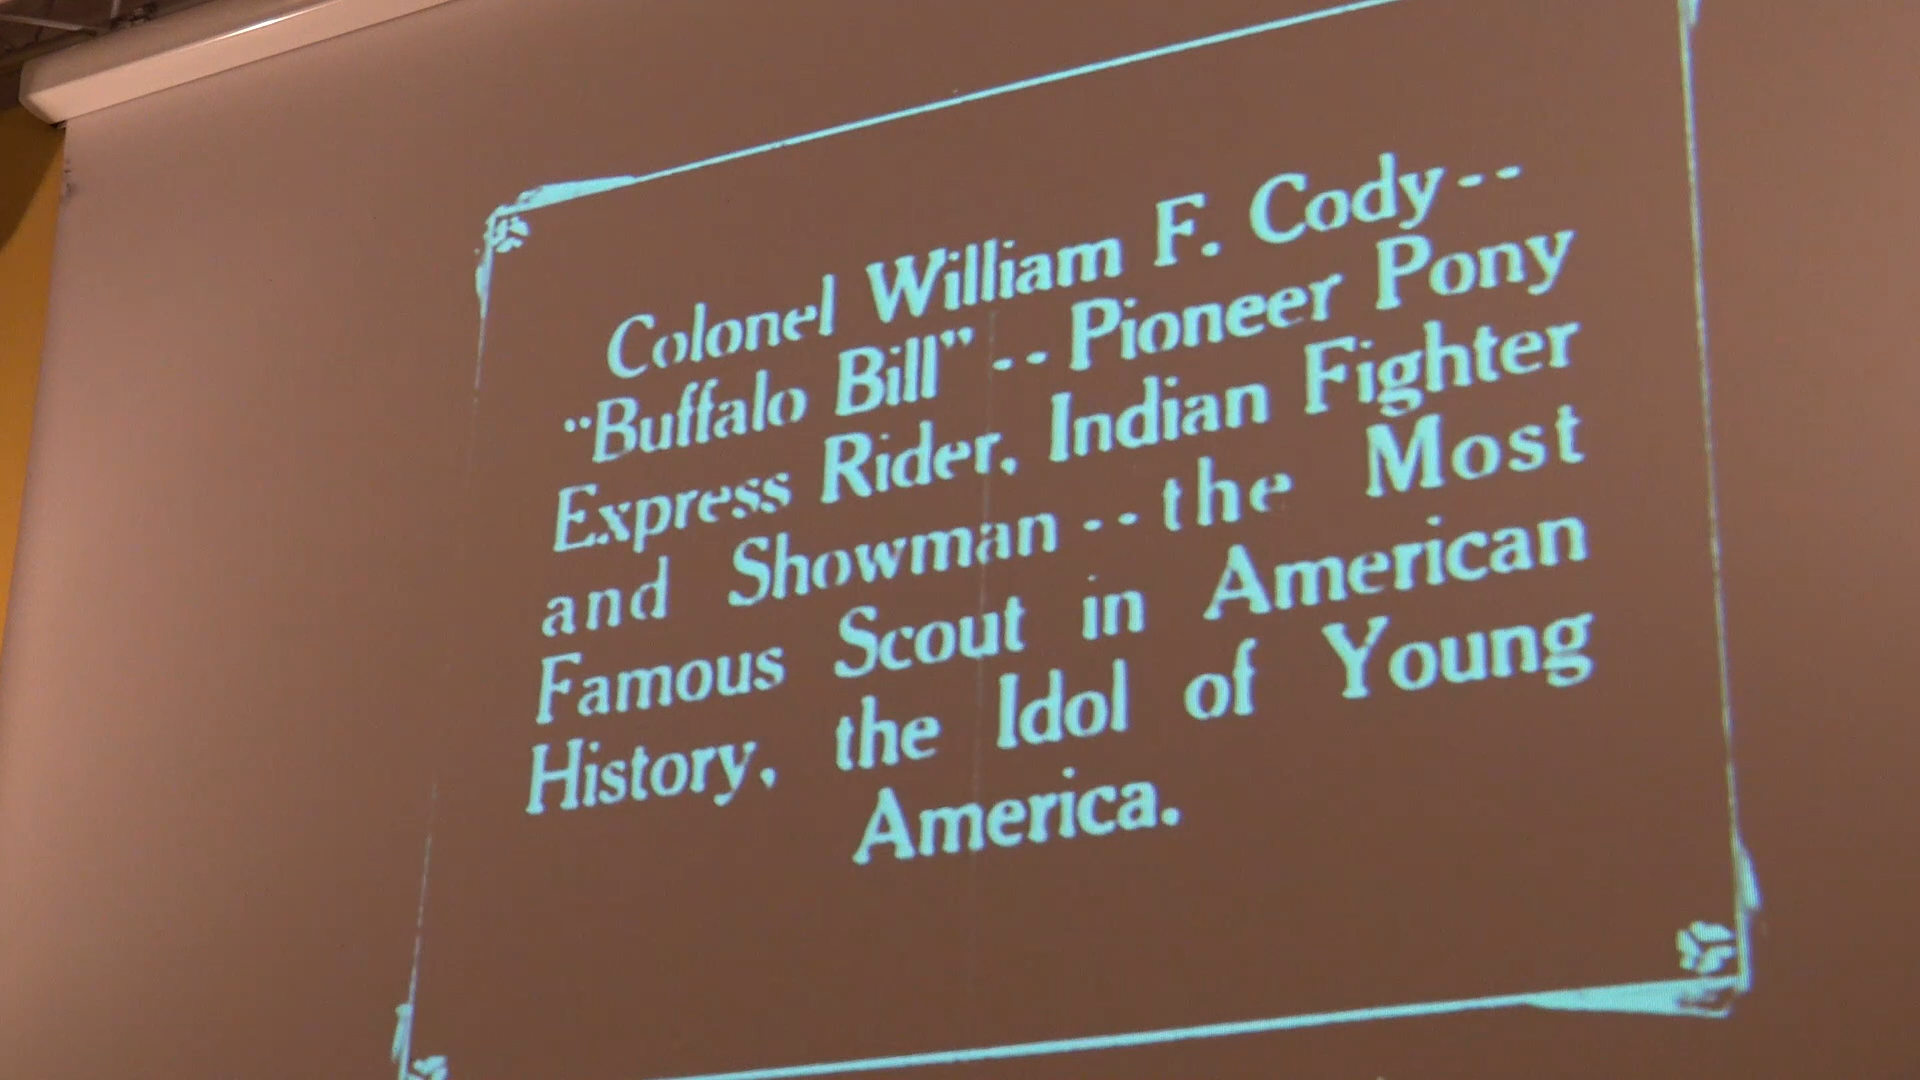 Colonel William F. Cody--
"Buffalo Bill"-- Pioneer Pony
Express Rider, Indian Fighter
and Showman--the Most
Famous Scout in American
History, the Idol of Young
America.